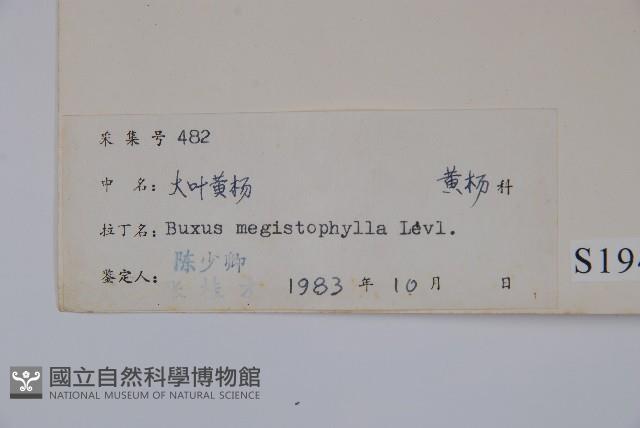 采集号 482
中 名: 大叶黄杨 黄杨科
拉丁名: Buxus megistophylla Levl.
鉴定人: 陈少卿 1983 年 10 月 日
S194
國立自然科學博物館
NATIONAL MUSEUM OF NATURAL SCIENCE